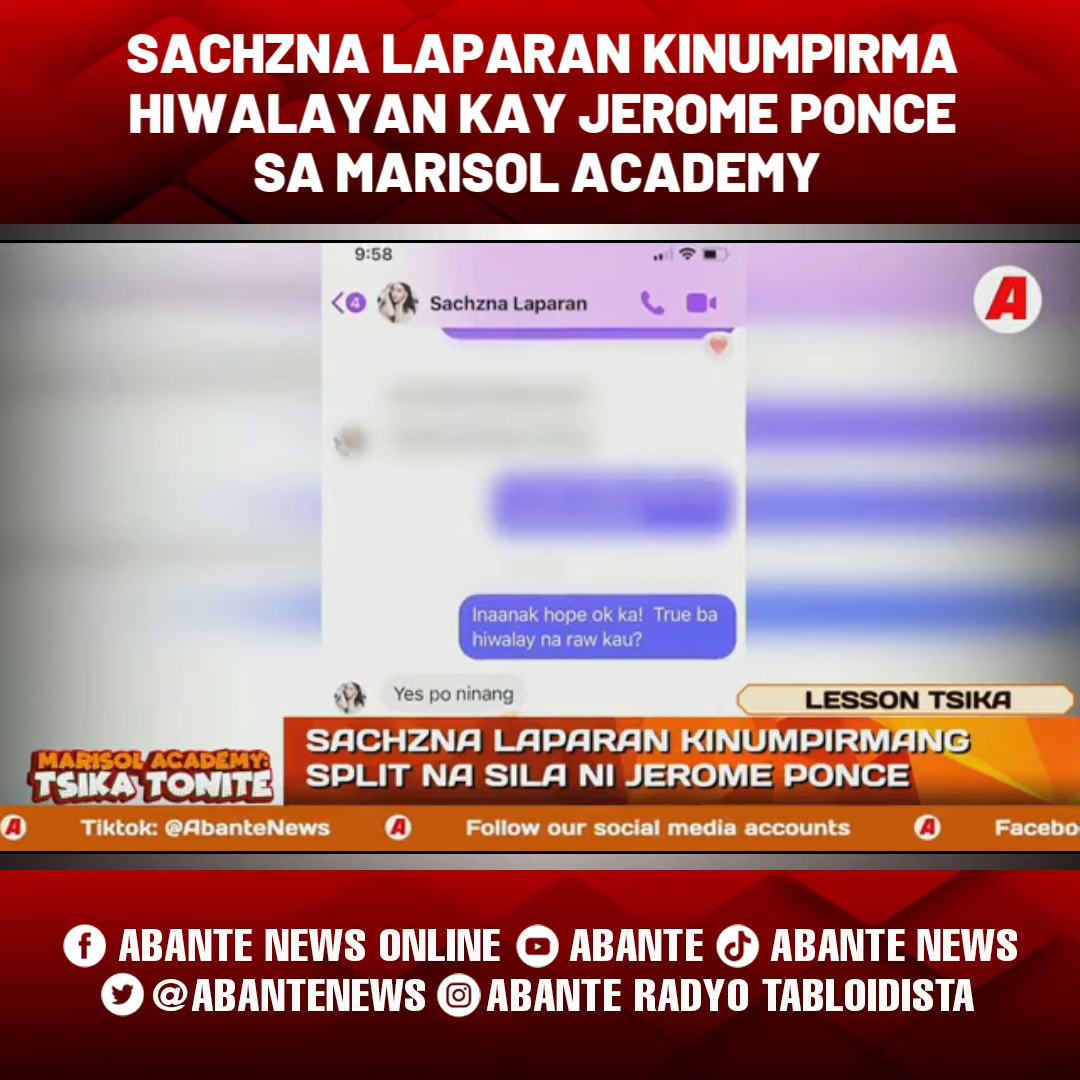 SACHZNA LAPARAN KINUMPIRMA
HIWALAYAN KAY JEROME PONCE
SA MARISOL ACADEMY
9:58
4
Sachzna Laparan
A
Inaanak hope ok ka! True ba
hiwalay na raw kau?
Yes po ninang
LESSON TSIKA
MARISOL ACADEMY:
TSIKA TONITE
SACHZNA LAPARAN KINUMPIRMANG
SPLIT NA SILA NI JEROME PONCE
A Tiktok: @AbanteNews A Follow our social media accounts A Facebo
ABANTE NEWS ONLINE ABANTE ABANTE NEWS
@ABANTENEWS ABANTE RADYO TABLOIDISTA